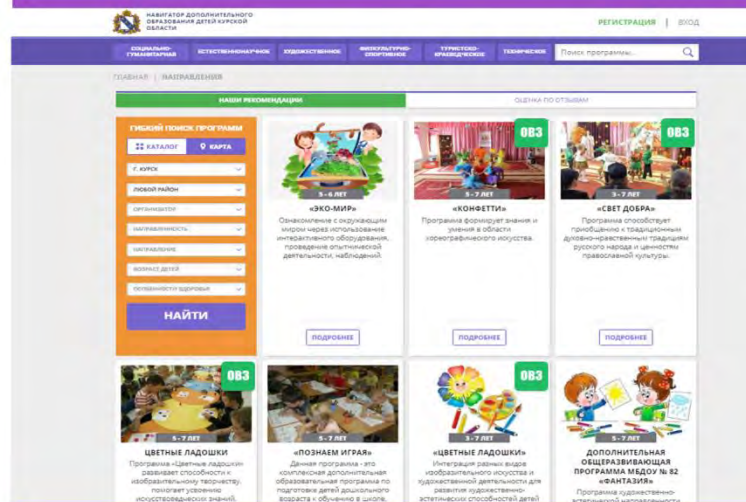 НАВИГАТОР ДОПОЛНИТЕЛЬНОГО
ОБРАЗОВАНИЯ ДЕТЕЙ КУРСКОЙ
ОБЛАСТИ
РЕГИСТРАЦИЯ | ВХОД
СОЦИАЛЬНО-
ГУМАНИТАРНАЯ
ЕСТЕСТВЕННОНАУЧНОЕ
ХУДОЖЕСТВЕННОЕ
ФИЗКУЛЬТУРНО-
СПОРТИВНОЕ
ТУРИСТСКО-
КРАЕВЕДЧЕСКОЕ
ТЕХНИЧЕСКОЕ
Поиск программы...
ГЛАВНАЯ | НАПРАВЛЕНИЯ
НАШИ РЕКОМЕНДАЦИИ
ОЦЕНКА ПО ОТЗЫВАМ
ГИБКИЙ ПОИСК ПРОГРАММ
КАТАЛОГ
КАРТА
Г. КУРСК
ЛЮБОЙ РАЙОН
ОРГАНИЗАТОР
НАПРАВЛЕННОСТЬ
НАПРАВЛЕНИЕ
ВОЗРАСТ ДЕТЕЙ
ОСОБЕННОСТИ ЗДОРОВЬЯ
НАЙТИ
5 - 6 ЛЕТ
«ЭКО-МИР»
Ознакомление с окружающим
миром через использование
интерактивного оборудования,
проведение опытнической
деятельности, наблюдений.
ПОДРОБНЕЕ
ОВЗ
5 - 7 ЛЕТ
«КОНФЕТТИ»
Программа формирует знания и
умения в области
хореографического искусства.
ПОДРОБНЕЕ
ОВЗ
3 - 7 ЛЕТ
«СВЕТ ДОБРА»
Программа способствует
приобщению к традиционным
духовно-нравственным традициям
русского народа и ценностям
православной культуры.
ПОДРОБНЕЕ
ОВЗ
5 - 7 ЛЕТ
ЦВЕТНЫЕ ЛАДОШКИ
Программа «Цветные ладошки»
развивает способности к
изобразительному творчеству,
помогает усвоению
искусствоведческих знаний.
5 - 7 ЛЕТ
«ПОЗНАЕМ ИГРАЯ»
Данная программа - это
комплексная дополнительная
образовательная программа по
подготовке детей дошкольного
возраста к обучению в школе.
ОВЗ
3 - 7 ЛЕТ
«ЦВЕТНЫЕ ЛАДОШКИ»
Интеграция разных видов
изобразительного искусства и
художественной деятельности для
развития художественно-
эстетических способностей детей
5 - 7 ЛЕТ
ДОПОЛНИТЕЛЬНАЯ
ОБЩЕРАЗВИВАЮЩАЯ
ПРОГРАММА МБДОУ № 82
«ФАНТАЗИЯ»
Программа художественно-
эстетической направленности